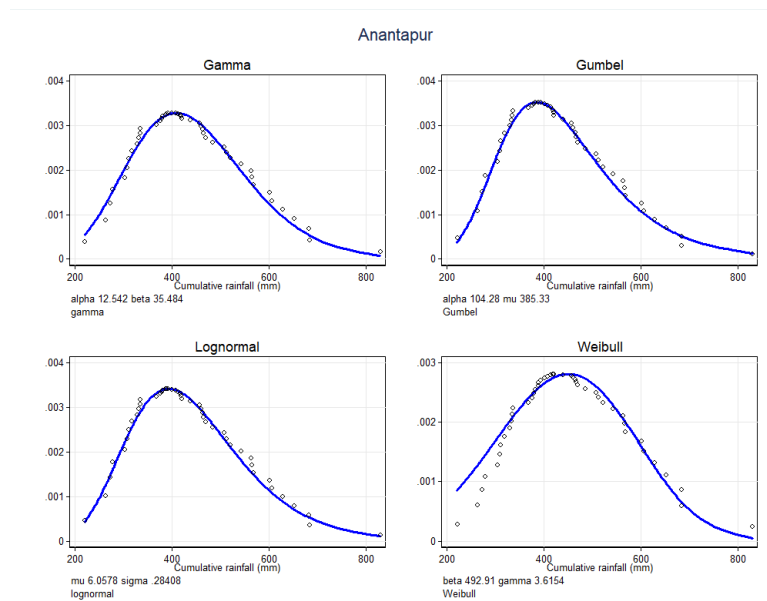 Anantapur
Gamma
.004
.003
.002
.001
0
200
400
600
800
Cumulative rainfall (mm)
alpha 12.542 beta 35.484
gamma
Gumbel
.004
.003
.002
.001
0
200
400
600
800
Cumulative rainfall (mm)
alpha 104.28 mu 385.33
Gumbel
Lognormal
.004
.003
.002
.001
0
200
400
600
800
Cumulative rainfall (mm)
mu 6.0578 sigma .28408
lognormal
Weibull
.003
.002
.001
0
200
400
600
800
Cumulative rainfall (mm)
beta 492.91 gamma 3.6154
Weibull